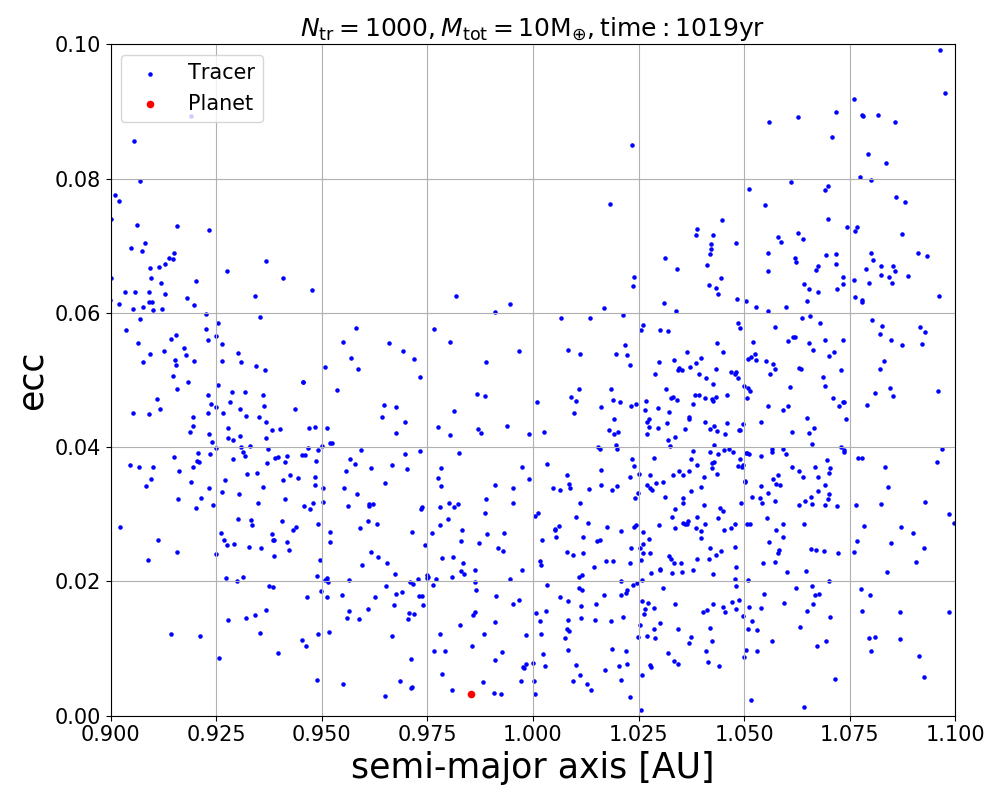 N_tr = 1000, M_tot = 10M_⊕, time : 1019yr
Tracer
Planet
0.10
0.08
0.06
0.04
0.02
0.00
ecc
0.900 0.925 0.950 0.975 1.000 1.025 1.050 1.075 1.100
semi-major axis [AU]